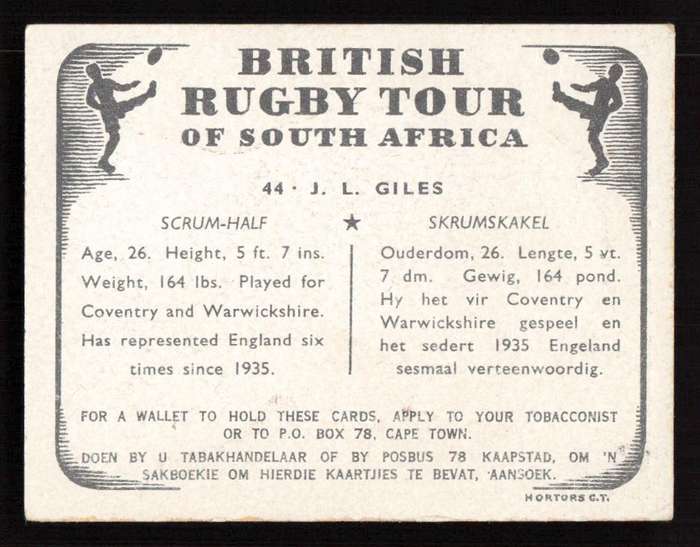 BRITISH
RUGBY TOUR
OF SOUTH AFRICA
44 · J. L. GILES
SCRUM-HALF
Age, 26. Height, 5 ft. 7 ins.
Weight, 164 lbs. Played for
Coventry and Warwickshire.
Has represented England six
times since 1935.
★
SKRUMSKAKEL
Ouderdom, 26. Lengte, 5 vt.
7 dm. Gewig, 164 pond.
Hy het vir Coventry en
Warwickshire gespeel en
het sedert 1935 Engeland
sesmaal verteenwoordig.
FOR A WALLET TO HOLD THESE CARDS, APPLY TO YOUR TOBACCONIST
OR TO P.O. BOX 78, CAPE TOWN.
DOEN BY U TABAKHANDELAAR OF BY POSBUS 78 KAAPSTAD, OM 'N
SAKBOEKIE OM HIERDIE KAARTJIES TE BEVAT, AANSOEK.
HORTORS C.T.